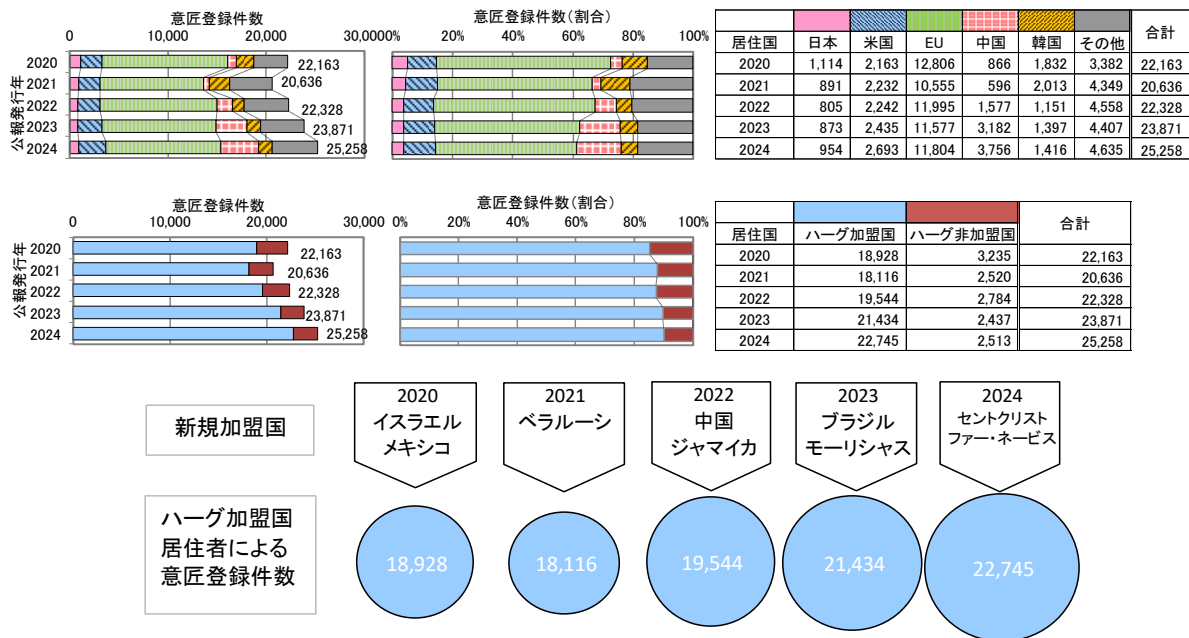 意匠登録件数
0 10,000 20,000 30,0000
公報発行年
2020 22,163
2021 20,636
2022 22,328
2023 23,871
2024 25,258
意匠登録件数(割合)
0% 20% 40% 60% 80% 100%
日本 米国 EU 中国 韓国 その他 合計
居住国
2020 1,114 2,163 12,806 866 1,832 3,382 22,163
2021 891 2,232 10,555 596 2,013 4,349 20,636
2022 805 2,242 11,995 1,577 1,151 4,558 22,328
2023 873 2,435 11,577 3,182 1,397 4,407 23,871
2024 954 2,693 11,804 3,756 1,416 4,635 25,258
意匠登録件数
0 10,000 20,000 30,0000
公報発行年
2020 22,163
2021 20,636
2022 22,328
2023 23,871
2024 25,258
意匠登録件数(割合)
0% 20% 40% 60% 80% 100%
居住国 ハーグ加盟国 ハーグ非加盟国 合計
2020 18,928 3,235 22,163
2021 18,116 2,520 20,636
2022 19,544 2,784 22,328
2023 21,434 2,437 23,871
2024 22,745 2,513 25,258
新規加盟国
2020
イスラエル
メキシコ
2021
ベラルーシ
2022
中国
ジャマイカ
2023
ブラジル
モーリシャス
2024
セントクリスト
ファー・ネービス
ハーグ加盟国
居住者による
意匠登録件数
18,928
18,116
19,544
21,434
22,745